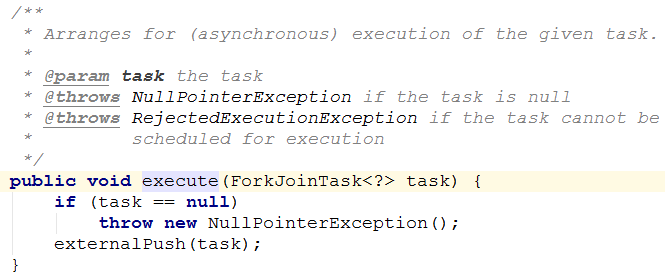 /**
 * Arranges for (asynchronous) execution of the given task.
 *
 * @param task the task
 * @throws NullPointerException if the task is null
 * @throws RejectedExecutionException if the task cannot be
 *         scheduled for execution
 */
public void execute(ForkJoinTask<?> task) {
    if (task == null)
        throw new NullPointerException();
    externalPush(task);
}